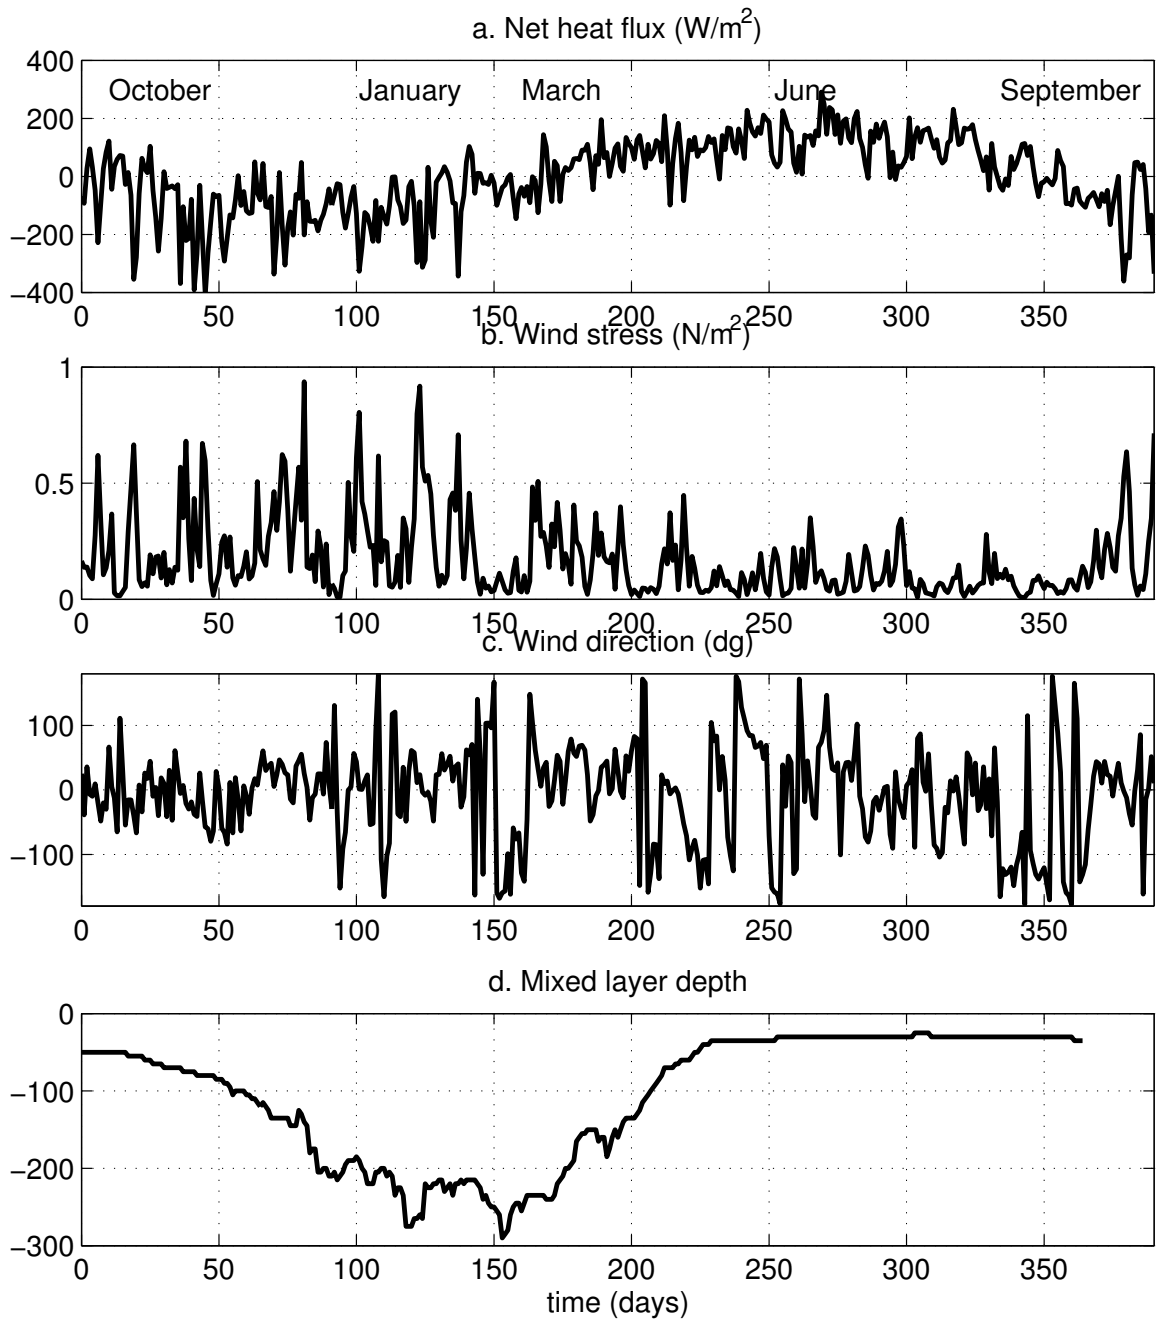 a. Net heat flux (W/m²)
400
October January March June September
200
0
−200
−400
0 50 100 150 200 250 300 350
b. Wind stress (N/m²)
1
0.5
0
0 50 100 150 200 250 300 350
c. Wind direction (dg)
100
0
−100
0 50 100 150 200 250 300 350
d. Mixed layer depth
0
−100
−200
−300
0 50 100 150 200 250 300 350
time (days)